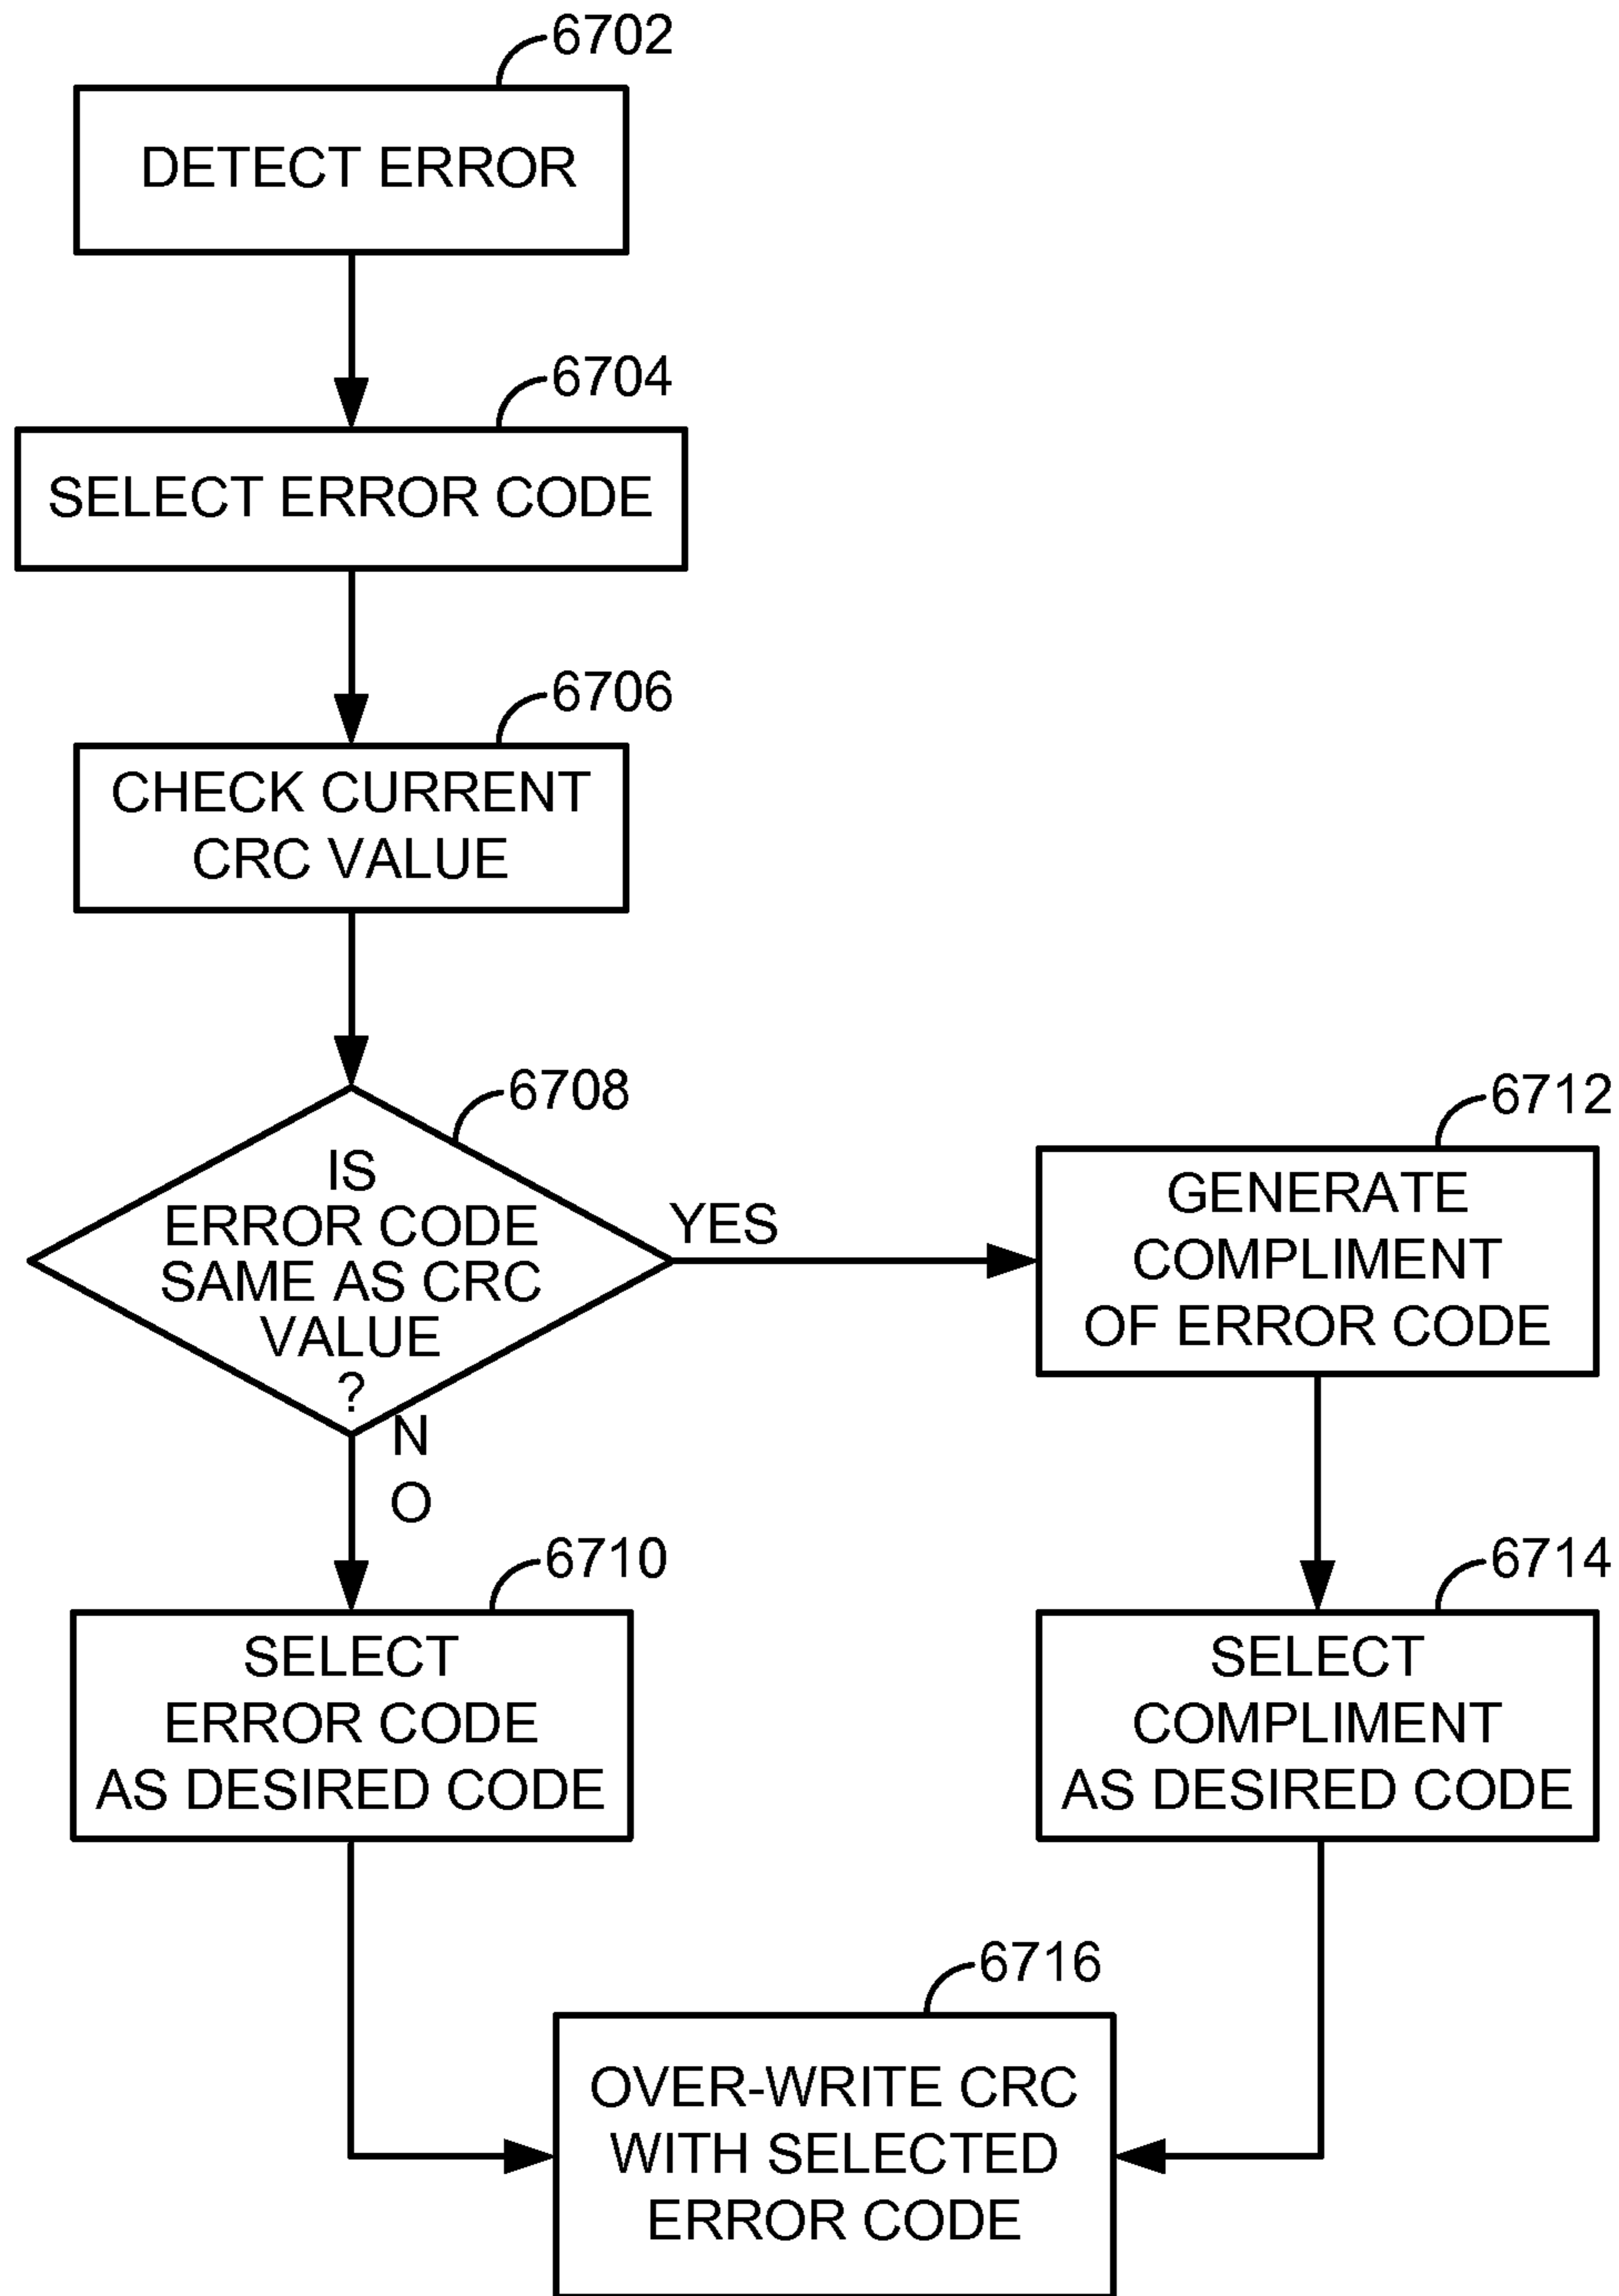 6702
DETECT ERROR
6704
SELECT ERROR CODE
6706
CHECK CURRENT
CRC VALUE
6708
IS
ERROR CODE
SAME AS CRC
VALUE
?
YES
N
O
6712
GENERATE
COMPLIMENT
OF ERROR CODE
6710
SELECT
ERROR CODE
AS DESIRED CODE
6714
SELECT
COMPLIMENT
AS DESIRED CODE
6716
OVER-WRITE CRC
WITH SELECTED
ERROR CODE